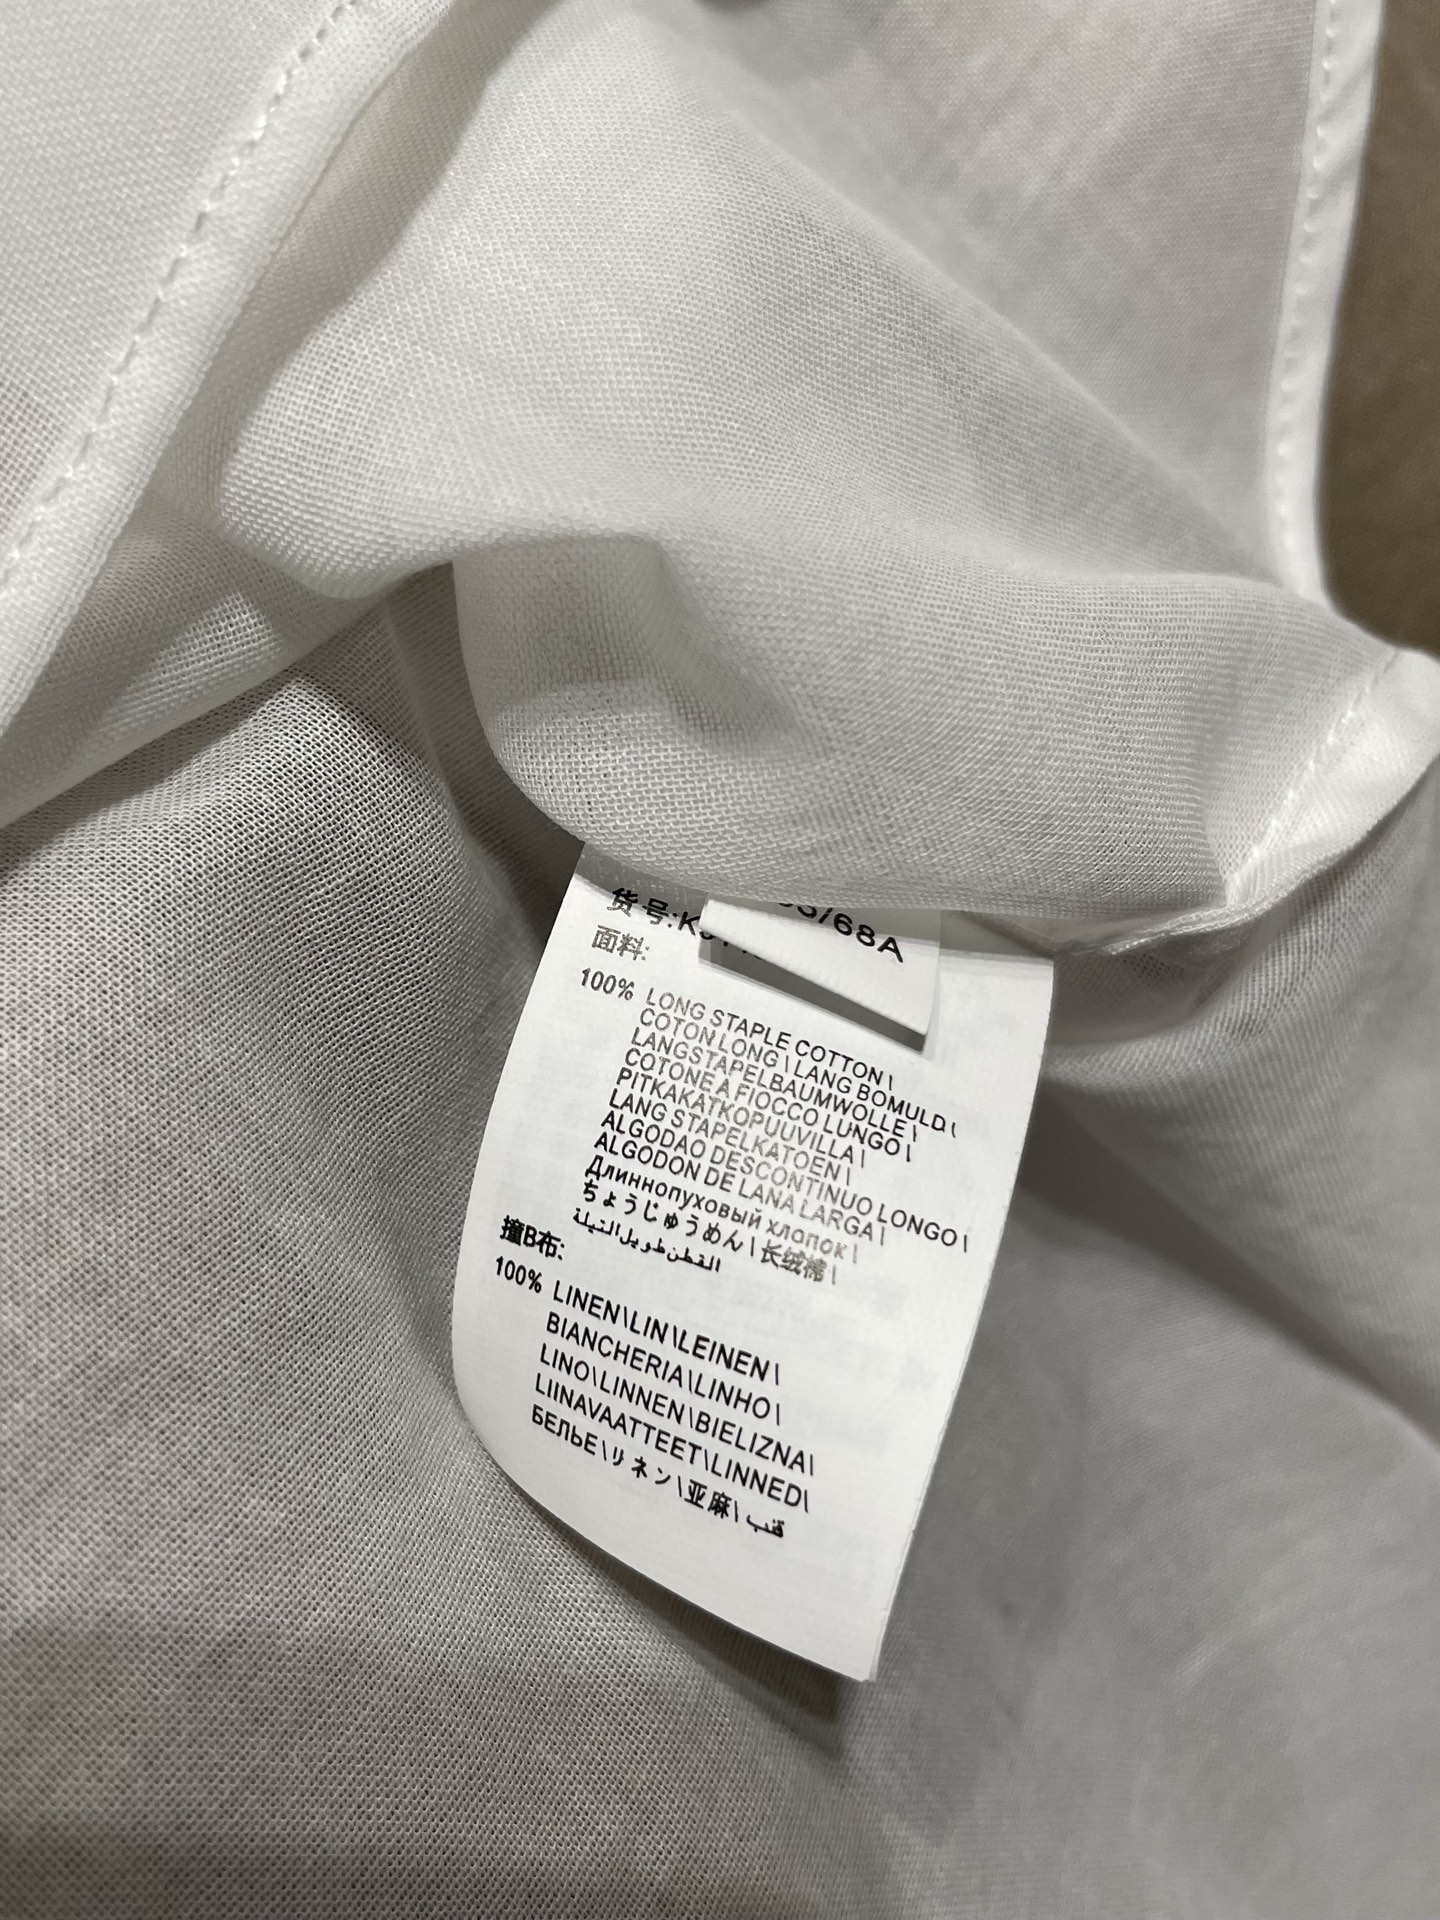 /68A
货号:K
面料:
100% LONG STAPLE COTTON\
COTON LONG\LANG BOMULD\
LANGSTAPELBAUMWOLLE\
COTONE A FIOCCO LUNGO\
PITKAKATKOPUUVILLA\
LANG STAPELKATOEN\
ALGODAO DESCONTINUO LONGO\
ALGODON DE LANA LARGA\
Длиннопуховый хлопок\
ちょうじゅうめん\长绒棉\
القطن طويل التيلة
撞B布:
100% LINEN\LIN\LEINEN\
BIANCHERIA\LINHO\
LINO\LINNEN\BIELIZNA\
LIINAVAATTEET\LINNED\
БЕЛЬЕ\リネン\亚麻\قنب